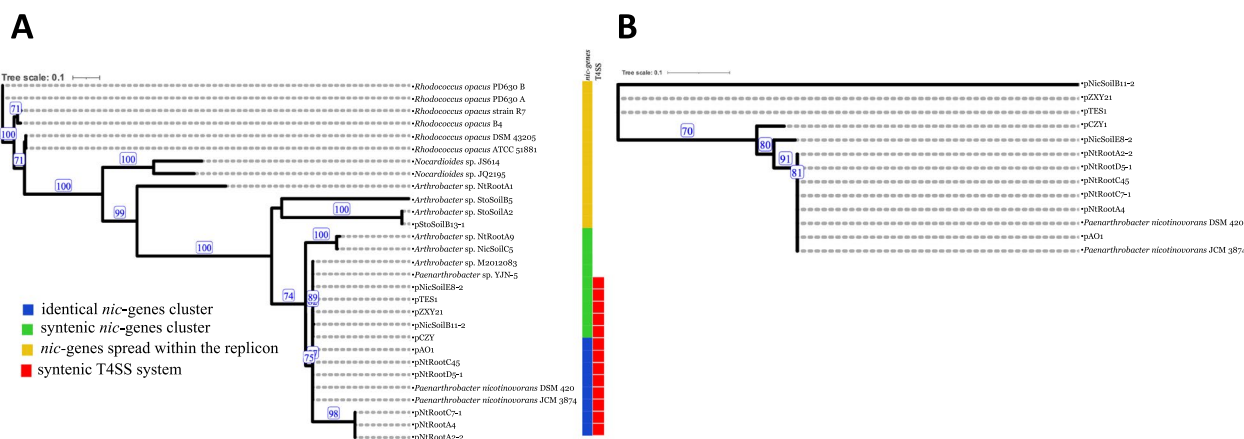 A
B
nic-genes
T4SS
Tree scale: 0.1
Rhodococcus opacus PD630 B
Rhodococcus opacus PD630 A
Rhodococcus opacus strain R7
B4
Rhodococcus opacus DSM 43205
Rhodococcus opacus ATCC 51881
Nocardioides sp. JS614
Nocardioides sp. JQ2195
Arthrobacter sp. NtRootA1
Arthrobacter sp. StoSoilB5
Arthrobacter sp. StoSoilA2
pStoSoilB13-1
Arthrobacter sp. NtRootA9
Arthrobacter sp. NicSoilC5
Arthrobacter sp. M2012083
Paenarthrobacter sp. YJN-5
pNicSoilE8-2
pTES1
pZXY21
pNicSoilB11-2
pCZY
pAO1
pNtRootC45
pNtRootD5-1
Paenarthrobacter nicotinovorans DSM 420
Paenarthrobacter nicotinovorans JCM 3874
pNtRootC7-1
pNtRootA4
pNtRootA2-2
71
100
71
100
100
99
100
100
100
74
89
75
98
identical nic-genes cluster
syntenic nic-genes cluster
nic-genes spread within the replicon
syntenic T4SS system
Tree scale: 0.1
pNicSoilB11-2
pZXY21
pTES1
pCZY1
pNicSoilE8-2
pNtRootA2-2
pNtRootD5-1
pNtRootC45
pNtRootC7-1
pNtRootA4
Paenarthrobacter nicotinovorans DSM 420
pAO1
Paenarthrobacter nicotinovorans JCM 3874
70
80
91
81